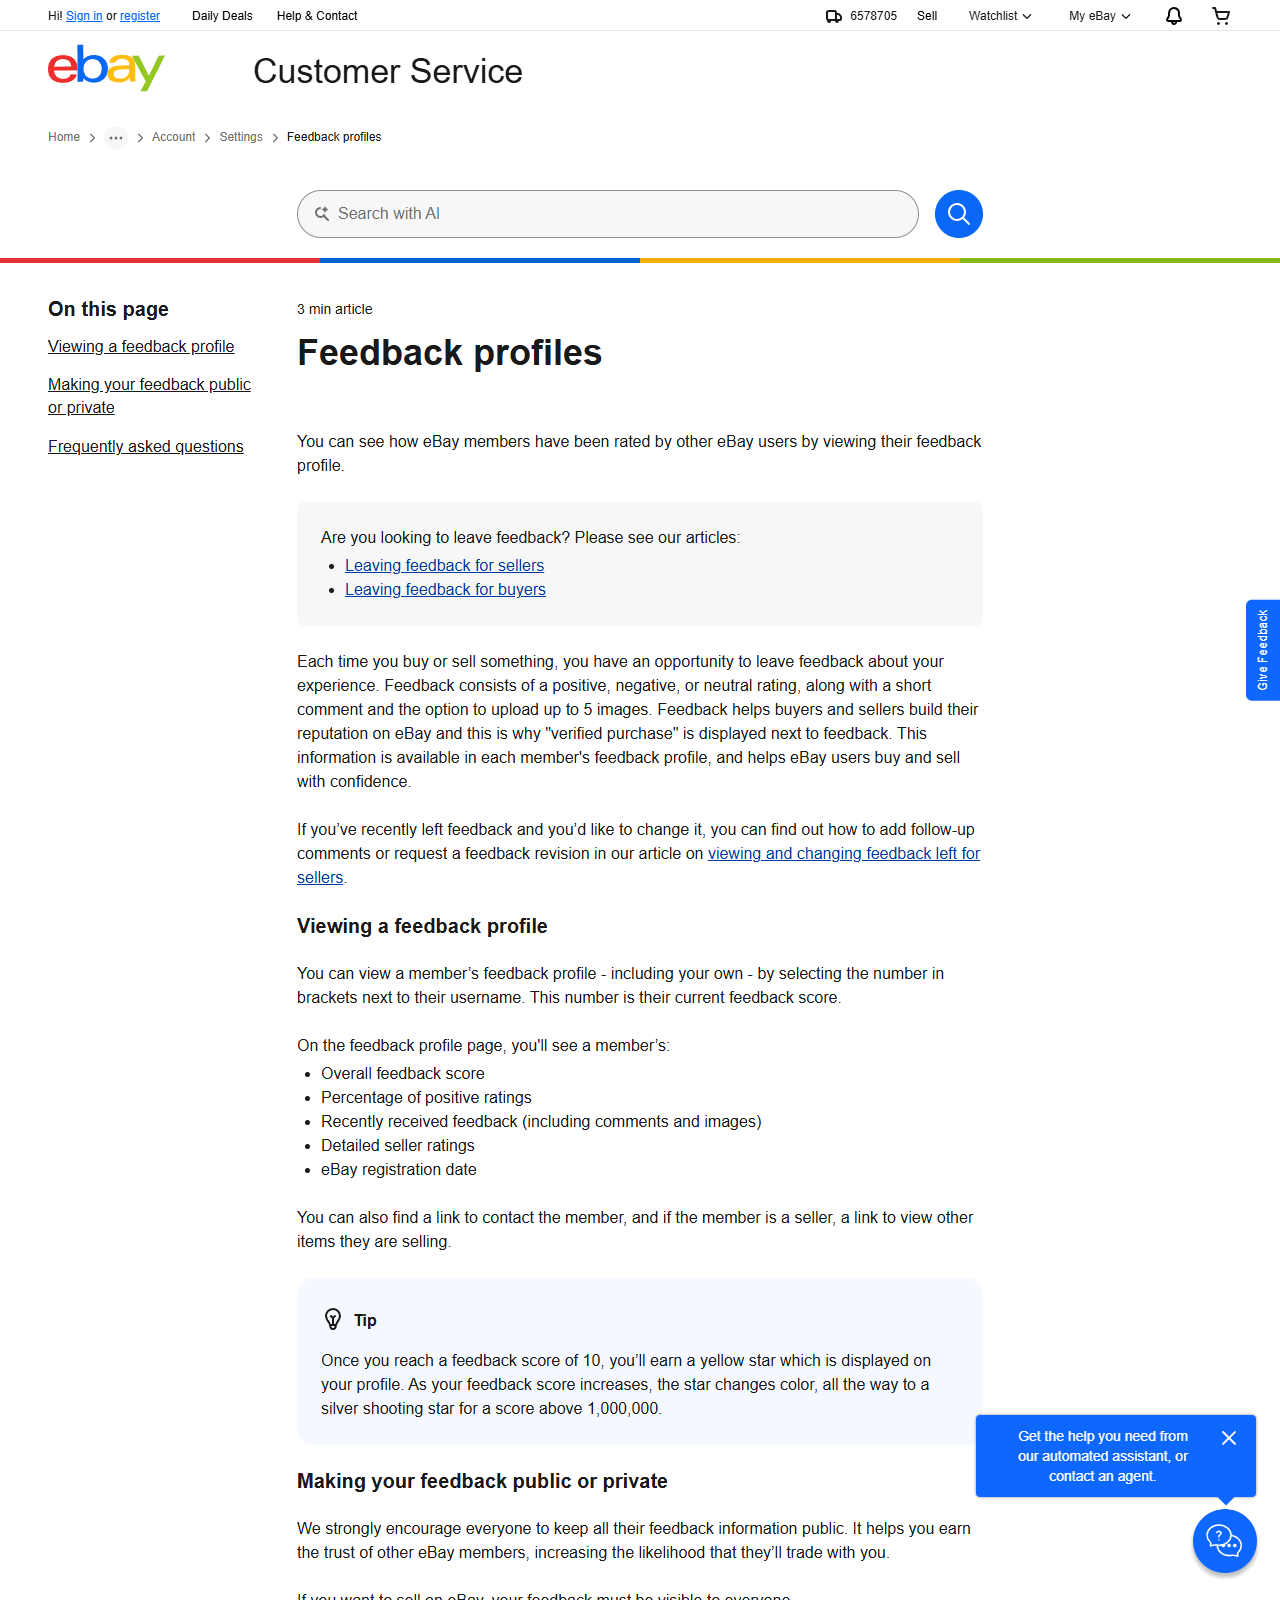 Hi! Sign in or register
Daily Deals
Help & Contact
6578705
Sell
Watchlist
My eBay
ebay
Customer Service
Home
Account
Settings
Feedback profiles
Search with AI
On this page
Viewing a feedback profile
Making your feedback public
or private
Frequently asked questions
3 min article
Feedback profiles
You can see how eBay members have been rated by other eBay users by viewing their feedback
profile.
Are you looking to leave feedback? Please see our articles:
Leaving feedback for sellers
Leaving feedback for buyers
Give Feedback
Each time you buy or sell something, you have an opportunity to leave feedback about your
experience. Feedback consists of a positive, negative, or neutral rating, along with a short
comment and the option to upload up to 5 images. Feedback helps buyers and sellers build their
reputation on eBay and this is why "verified purchase" is displayed next to feedback. This
information is available in each member's feedback profile, and helps eBay users buy and sell
with confidence.
If you’ve recently left feedback and you’d like to change it, you can find out how to add follow-up
comments or request a feedback revision in our article on viewing and changing feedback left for
sellers.
Viewing a feedback profile
You can view a member’s feedback profile - including your own - by selecting the number in
brackets next to their username. This number is their current feedback score.
On the feedback profile page, you'll see a member’s:
Overall feedback score
Percentage of positive ratings
Recently received feedback (including comments and images)
Detailed seller ratings
eBay registration date
You can also find a link to contact the member, and if the member is a seller, a link to view other
items they are selling.
Tip
Once you reach a feedback score of 10, you’ll earn a yellow star which is displayed on
your profile. As your feedback score increases, the star changes color, all the way to a
silver shooting star for a score above 1,000,000.
Get the help you need from
our automated assistant, or
contact an agent.
Making your feedback public or private
We strongly encourage everyone to keep all their feedback information public. It helps you earn
the trust of other eBay members, increasing the likelihood that they’ll trade with you.
If you want to sell on eBay, your feedback must be visible to everyone.